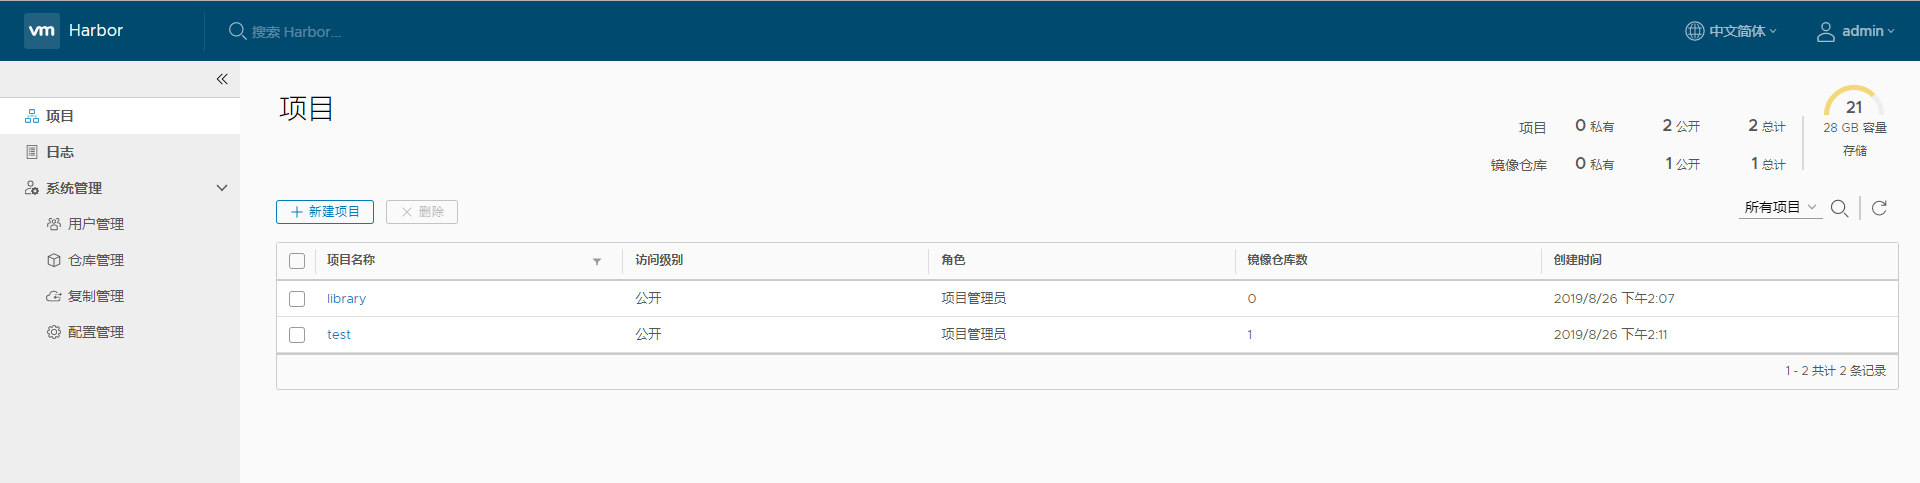 vm Harbor 搜索 Harbor... 中文简体 admin
项目
日志
系统管理
用户管理
仓库管理
复制管理
配置管理
项目
项目 0 私有 2 公开 2 总计
镜像仓库 0 私有 1 公开 1 总计
21
28 GB 容量
存储
新建项目 删除 所有项目
项目名称 访问级别 角色 镜像仓库数 创建时间
library 公开 项目管理员 0 2019/8/26 下午2:07
test 公开 项目管理员 1 2019/8/26 下午2:11
1 - 2 共计 2 条记录